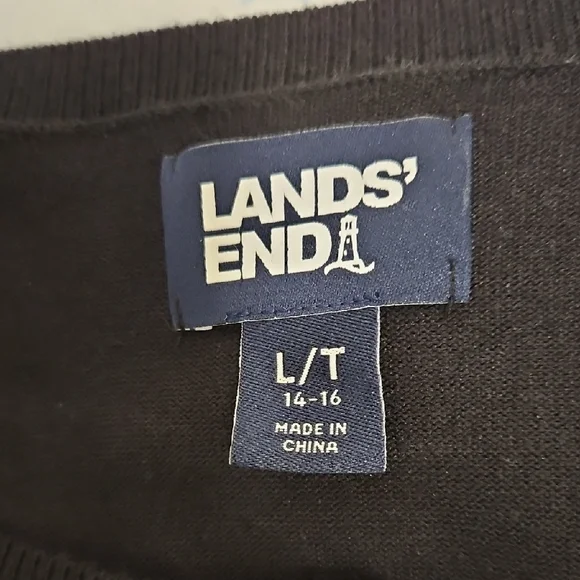 LANDS'
END
L/T
14-16
MADE IN
CHINA